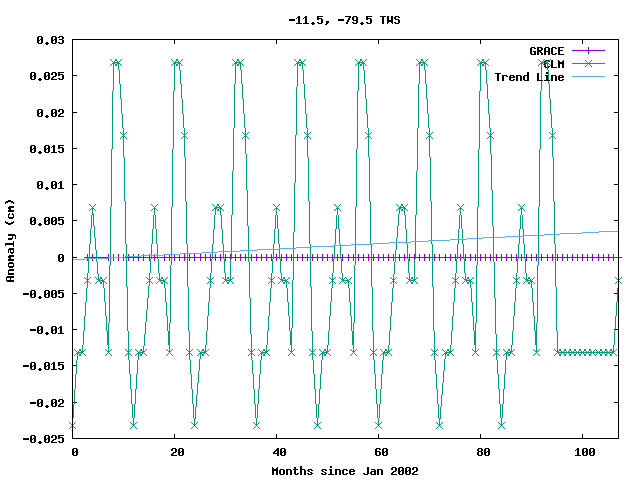 -11.5, -79.5 TWS
GRACE
CLM
Trend Line
0.03
0.025
0.02
0.015
0.01
0.005
0
-0.005
-0.01
-0.015
-0.02
-0.025
Anomaly (cm)
0 20 40 60 80 100
Months since Jan 2002